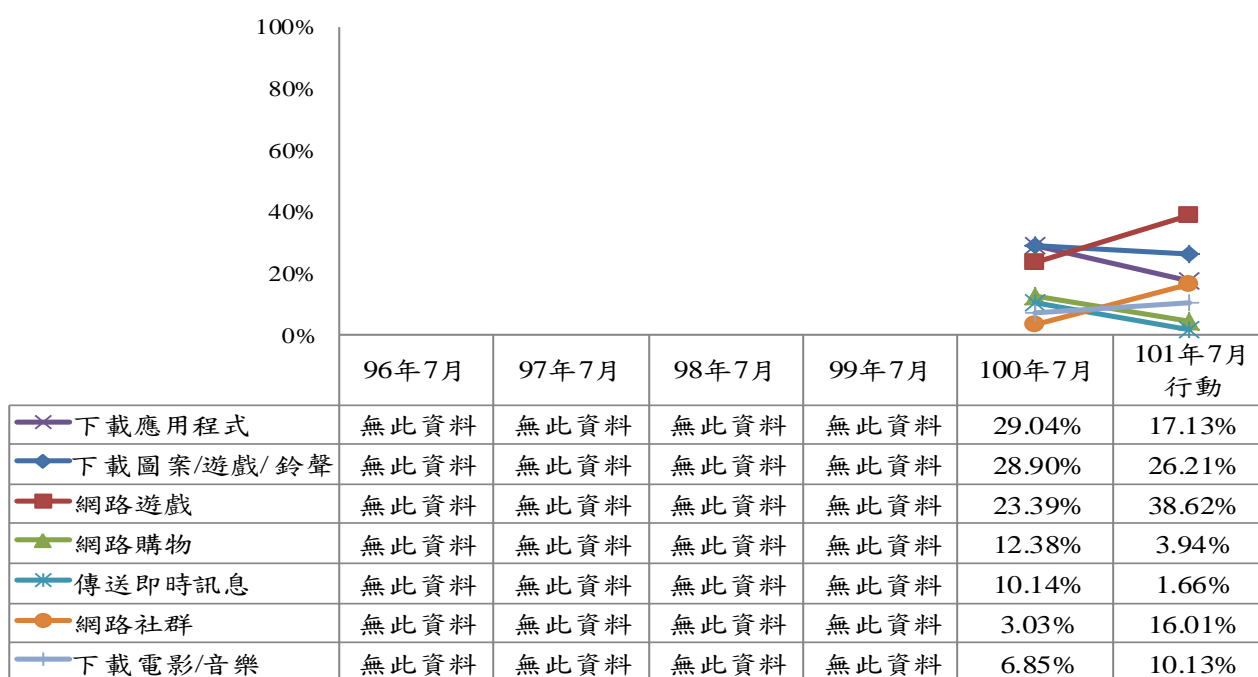 100%
80%
60%
40%
20%
0%
96年7月 97年7月 98年7月 99年7月 100年7月 101年7月
行動
下載應用程式 無此資料 無此資料 無此資料 無此資料 29.04% 17.13%
下載圖案/遊戲/鈴聲 無此資料 無此資料 無此資料 無此資料 28.90% 26.21%
網路遊戲 無此資料 無此資料 無此資料 無此資料 23.39% 38.62%
網路購物 無此資料 無此資料 無此資料 無此資料 12.38% 3.94%
傳送即時訊息 無此資料 無此資料 無此資料 無此資料 10.14% 1.66%
網路社群 無此資料 無此資料 無此資料 無此資料 3.03% 16.01%
下載電影/音樂 無此資料 無此資料 無此資料 無此資料 6.85% 10.13%